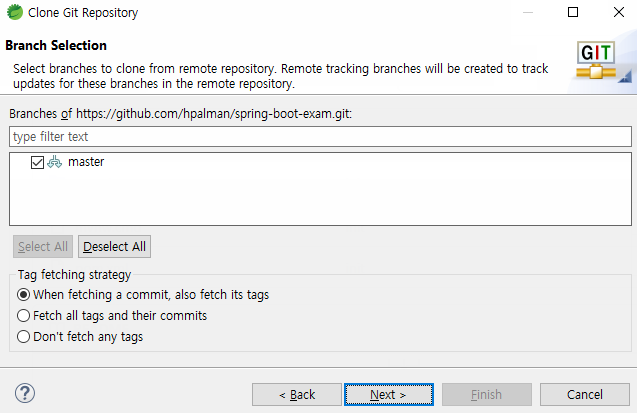 Clone Git Repository
Branch Selection
Select branches to clone from remote repository. Remote tracking branches will be created to track
updates for these branches in the remote repository.
GIT
Branches of https://github.com/hpalman/spring-boot-exam.git:
type filter text
master
Select All
Deselect All
Tag fetching strategy
When fetching a commit, also fetch its tags
Fetch all tags and their commits
Don't fetch any tags
?
< Back
Next >
Finish
Cancel